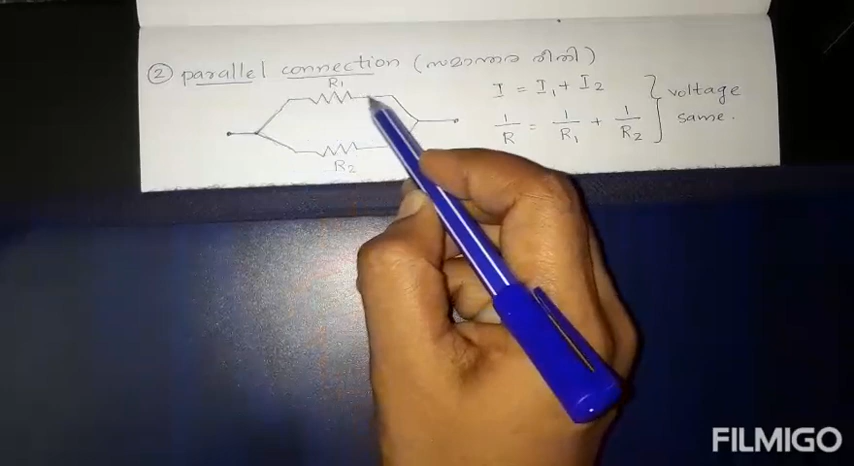 ② parallel connection (സമാന്തര രീതി)
R₁
I = I₁ + I₂
voltage
1/R = 1/R₁ + 1/R₂
same.
R₂
FILMIGO